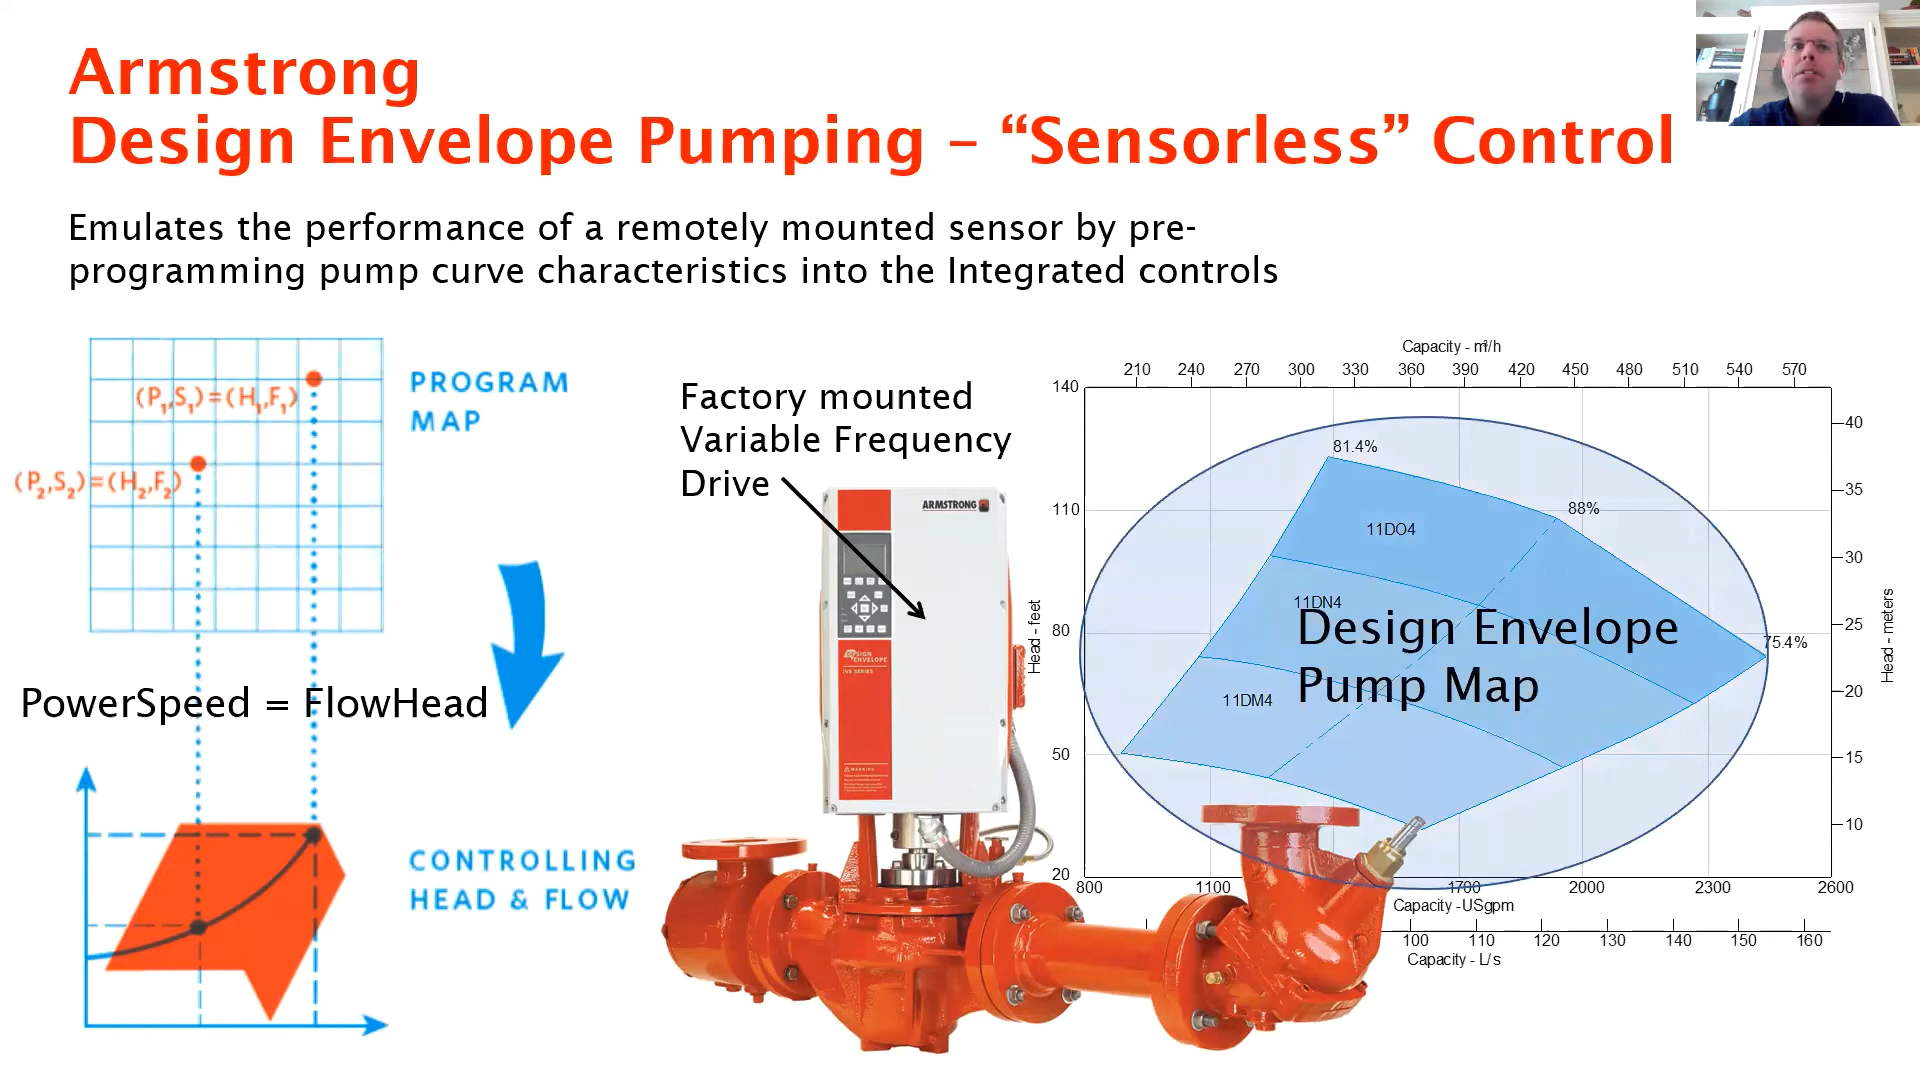 Armstrong
Design Envelope Pumping – “Sensorless” Control
Emulates the performance of a remotely mounted sensor by pre-
programming pump curve characteristics into the Integrated controls
(P1,S1)=(H1,F1)
(P2,S2)=(H2,F2)
PROGRAM
MAP
PowerSpeed = FlowHead
CONTROLLING
HEAD & FLOW
Factory mounted
Variable Frequency
Drive
ARMSTRONG
DESIGN
ENVELOPE
IVS SERIES
WARNING
Capacity - m³/h
210 240 270 300 330 360 390 420 450 480 510 540 570
140
110
80
50
20
Head - feet
40
35
30
25
20
15
10
Head - meters
81.4%
88%
75.4%
11DO4
11DN4
11DM4
Design Envelope
Pump Map
800 1100 1700 2000 2300 2600
Capacity -USgpm
100 110 120 130 140 150 160
Capacity - L/s